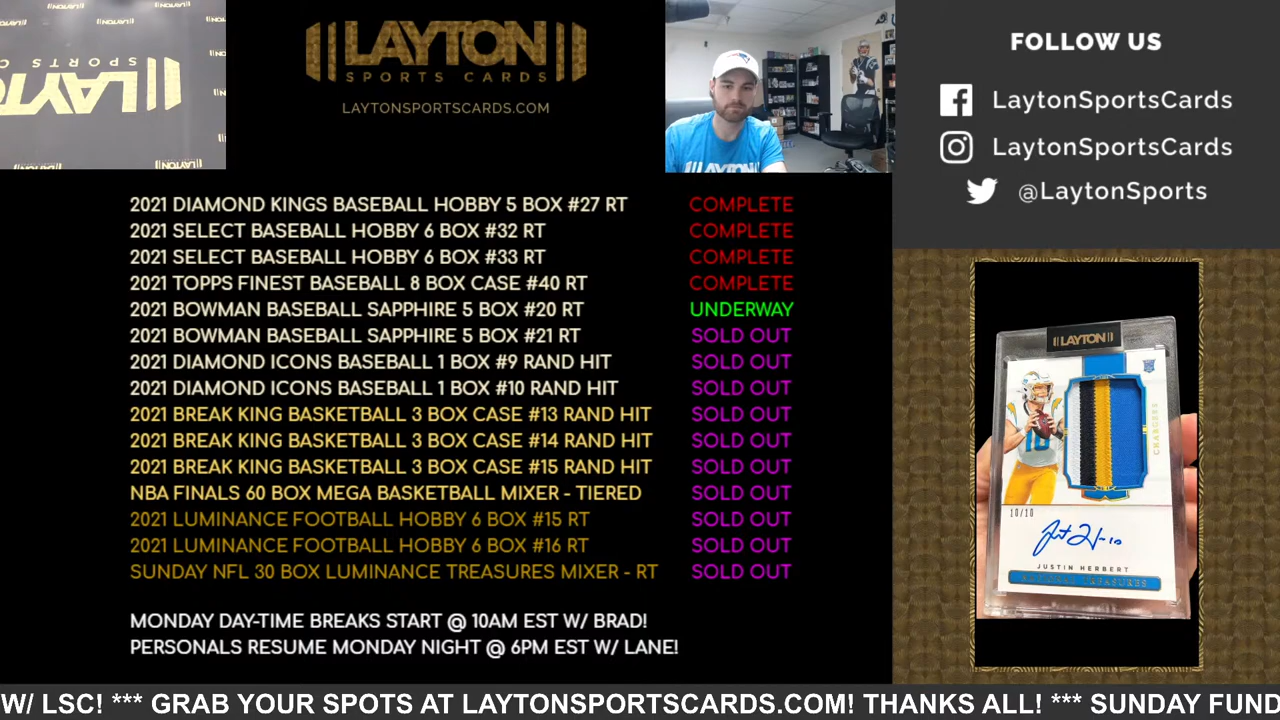 LAYTON
SPORTS CARDS
LAYTONSPORTSCARDS.COM
FOLLOW US
LaytonSportsCards
LaytonSportsCards
@LaytonSports
2021 DIAMOND KINGS BASEBALL HOBBY 5 BOX #27 RT COMPLETE
2021 SELECT BASEBALL HOBBY 6 BOX #32 RT COMPLETE
2021 SELECT BASEBALL HOBBY 6 BOX #33 RT COMPLETE
2021 TOPPS FINEST BASEBALL 8 BOX CASE #40 RT COMPLETE
2021 BOWMAN BASEBALL SAPPHIRE 5 BOX #20 RT UNDERWAY
2021 BOWMAN BASEBALL SAPPHIRE 5 BOX #21 RT SOLD OUT
2021 DIAMOND ICONS BASEBALL 1 BOX #9 RAND HIT SOLD OUT
2021 DIAMOND ICONS BASEBALL 1 BOX #10 RAND HIT SOLD OUT
2021 BREAK KING BASKETBALL 3 BOX CASE #13 RAND HIT SOLD OUT
2021 BREAK KING BASKETBALL 3 BOX CASE #14 RAND HIT SOLD OUT
2021 BREAK KING BASKETBALL 3 BOX CASE #15 RAND HIT SOLD OUT
NBA FINALS 60 BOX MEGA BASKETBALL MIXER - TIERED SOLD OUT
2021 LUMINANCE FOOTBALL HOBBY 6 BOX #15 RT SOLD OUT
2021 LUMINANCE FOOTBALL HOBBY 6 BOX #16 RT SOLD OUT
SUNDAY NFL 30 BOX LUMINANCE TREASURES MIXER - RT SOLD OUT
MONDAY DAY-TIME BREAKS START @ 10AM EST W/ BRAD!
PERSONALS RESUME MONDAY NIGHT @ 6PM EST W/ LANE!
LAYTON
CHARGERS
10/10
JUSTIN HERBERT
NATIONAL TREASURES
W/ LSC! *** GRAB YOUR SPOTS AT LAYTONSPORTSCARDS.COM! THANKS ALL! *** SUNDAY FUND